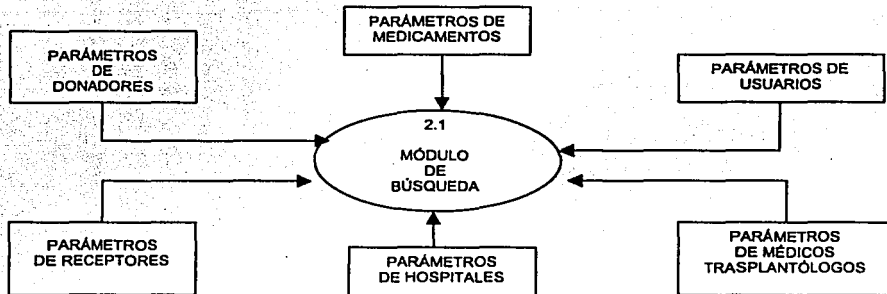 PARÁMETROS DE
MEDICAMENTOS
PARÁMETROS
DE
DONADORES
PARÁMETROS DE
USUARIOS
2.1
MÓDULO
DE
BÚSQUEDA
PARÁMETROS
DE RECEPTORES
PARÁMETROS
DE HOSPITALES
PARÁMETROS
DE MÉDICOS
TRASPLANTÓLOGOS